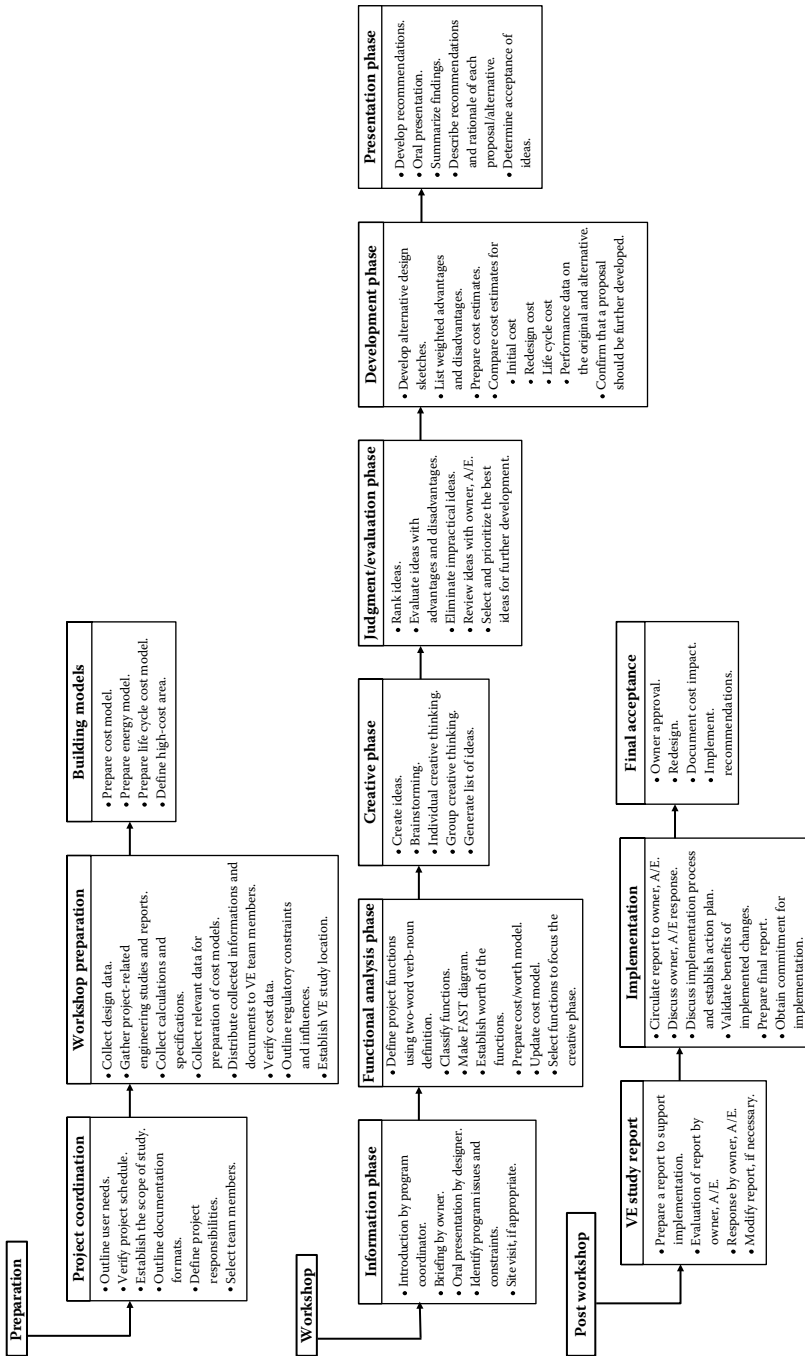 Preparation
Project coordination
• Outline user needs.
• Verify project schedule.
• Establish the scope of study.
• Outline documentation
formats.
• Define project
responsibilities.
• Select team members.
Workshop preparation
• Collect design data.
• Gather project-related
engineering studies and reports.
• Collect calculations and
specifications.
• Collect relevant data for
preparation of cost models.
• Distribute collected informations and
documents to VE team members.
• Verify cost data.
• Outline regulatory constraints
and influences.
• Establish VE study location.
Building models
• Prepare cost model.
• Prepare energy model.
• Prepare life cycle cost model.
• Define high-cost area.
Workshop
Information phase
• Introduction by program
coordinator.
• Briefing by owner.
• Oral presentation by designer.
• Identify program issues and
constraints.
• Site visit, if appropriate.
Functional analysis phase
• Define project functions
using two-word verb-noun
definition.
• Classify functions.
• Make FAST diagram.
• Establish worth of the
functions.
• Prepare cost/worth model.
• Update cost model.
• Select functions to focus the
creative phase.
Creative phase
• Create ideas.
• Brainstorming.
• Individual creative thinking.
• Group creative thinking.
• Generate list of ideas.
Judgment/evaluation phase
• Rank ideas.
• Evaluate ideas with
advantages and disadvantages.
• Eliminate impractical ideas.
• Review ideas with owner, A/E.
• Select and prioritize the best
ideas for further development.
Development phase
• Develop alternative design
sketches.
• List weighted advantages
and disadvantages.
• Prepare cost estimates.
• Compare cost estimates for
• Initial cost
• Redesign cost
• Life cycle cost
• Performance data on
the original and alternative.
• Confirm that a proposal
should be further developed.
Presentation phase
• Develop recommendations.
• Oral presentation.
• Summarize findings.
• Describe recommendations
and rationale of each
proposal/alternative.
• Determine acceptance of
ideas.
Post workshop
VE study report
• Prepare a report to support
implementation.
• Evaluation of report by
owner, A/E.
• Response by owner, A/E.
• Modify report, if necessary.
Implementation
• Circulate report to owner, A/E.
• Discuss owner, A/E response.
• Discuss implementation process
and establish action plan.
• Validate benefits of
implemented changes.
• Prepare final report.
• Obtain commitment for
implementation.
Final acceptance
• Owner approval.
• Redesign.
• Document cost impact.
• Implement.
recommendations.